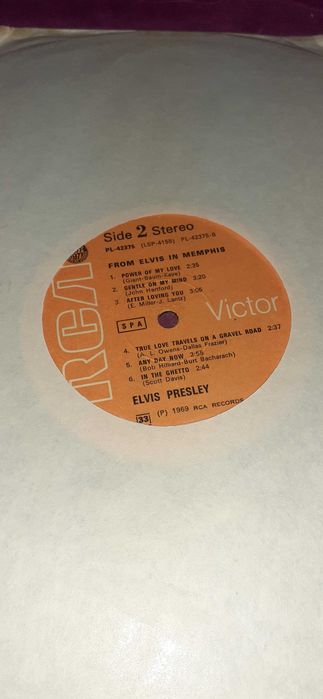 Side 2 Stereo
PL-42375 (LSP-4155) PL-42375-B
FROM ELVIS IN MEMPHIS
1. POWER OF MY LOVE 2:35
(Giant-Baum-Kaye)
2. GENTLE ON MY MIND 3:20
(John Hartford)
3. AFTER LOVING YOU 3:05
(E. Miller-J. Lantz)
RCA
Victor
SPA
4. TRUE LOVE TRAVELS ON A GRAVEL ROAD 2:37
(A. L. Owens-Dallas Frazier)
5. ANY DAY NOW 2:55
(Bob Hilliard-Burt Bacharach)
6. IN THE GHETTO 2:44
(Scott Davis)
ELVIS PRESLEY
33 (P) 1969 RCA RECORDS